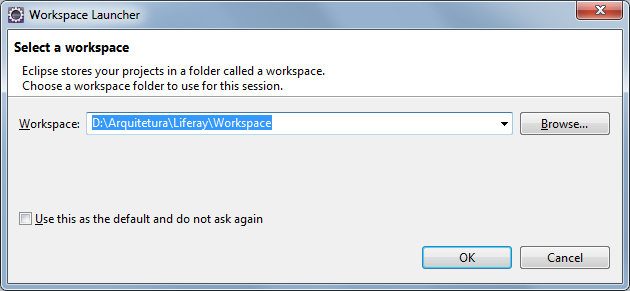 Workspace Launcher
Select a workspace
Eclipse stores your projects in a folder called a workspace.
Choose a workspace folder to use for this session.
Workspace: D:\Arquitetura\Liferay\Workspace Browse...
Use this as the default and do not ask again
OK Cancel